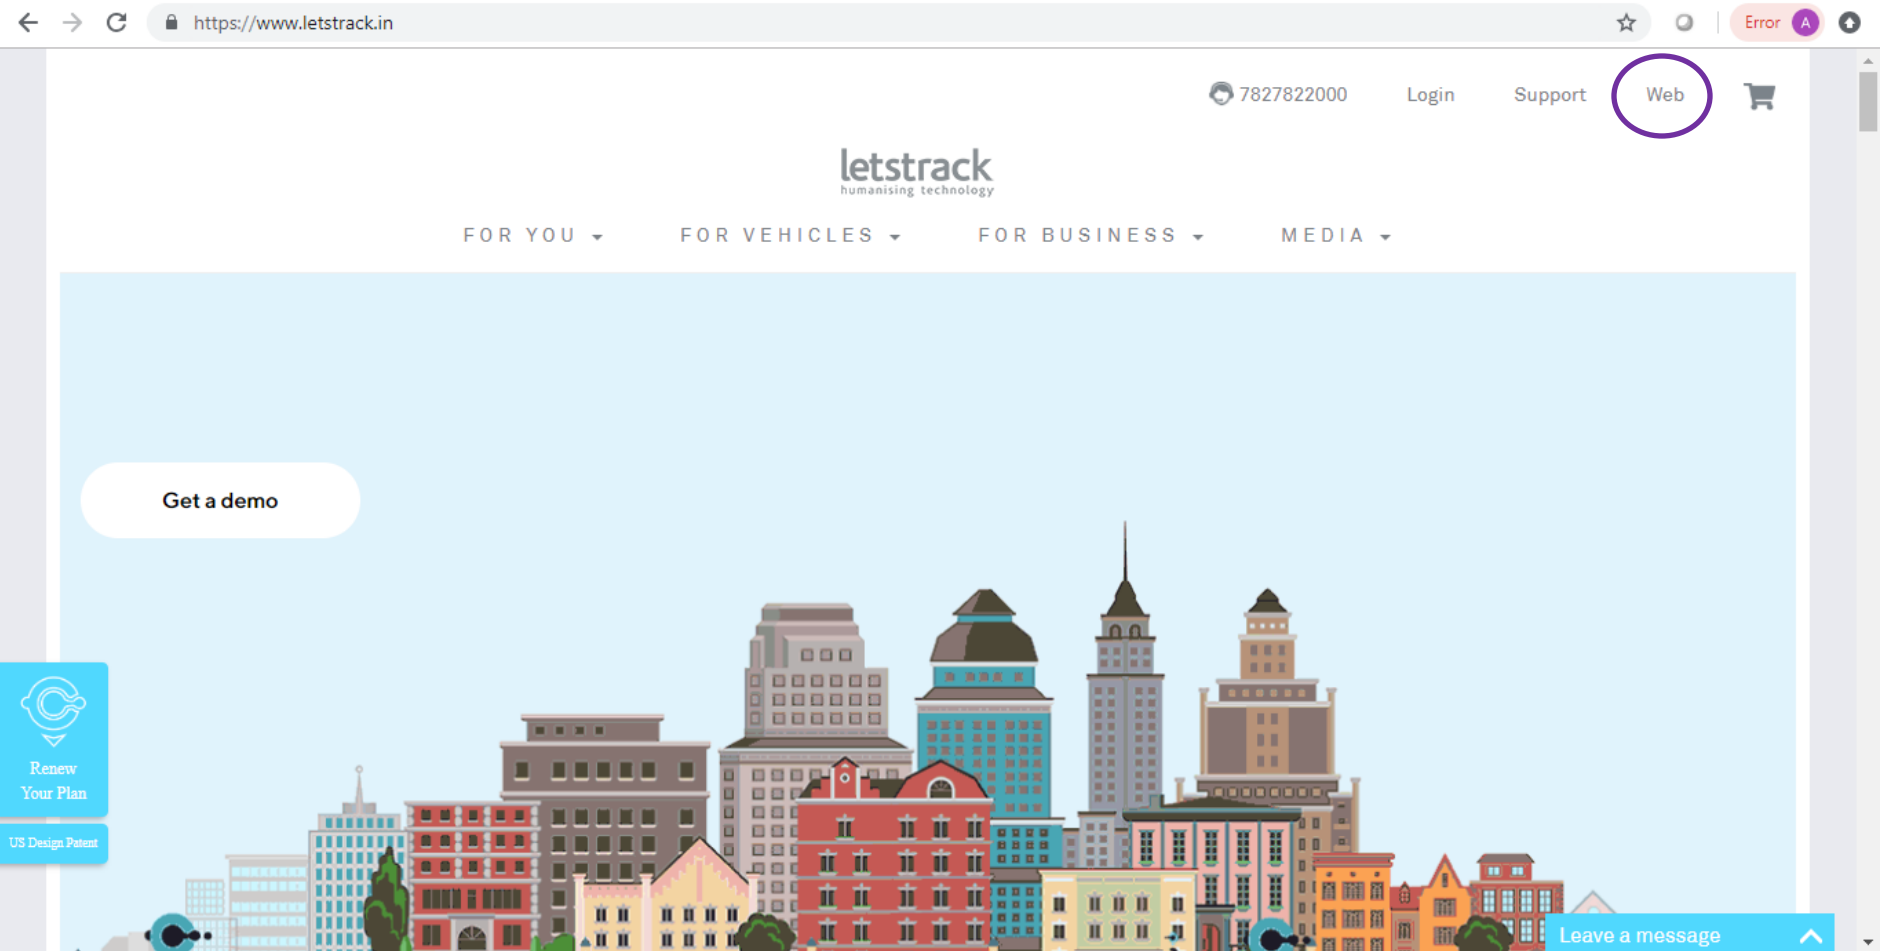 https://www.letstrack.in
Error A
7827822000 Login Support Web
letstrack
humanising technology
FOR YOU FOR VEHICLES FOR BUSINESS MEDIA
Get a demo
Renew
Your Plan
US Design Patent
Leave a message